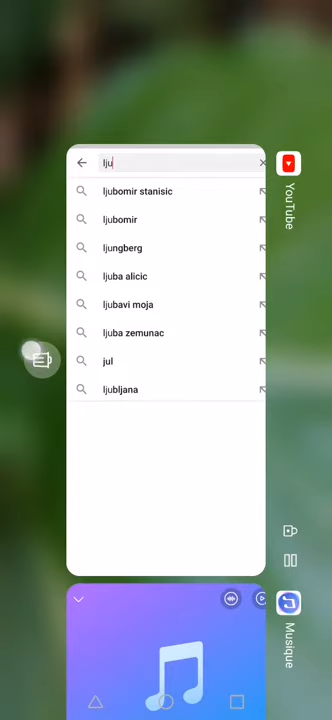 lju
ljubomir stanisic
ljubomir
ljungberg
ljuba alicic
ljubavi moja
ljuba zemunac
jul
ljubljana
YouTube
Musique